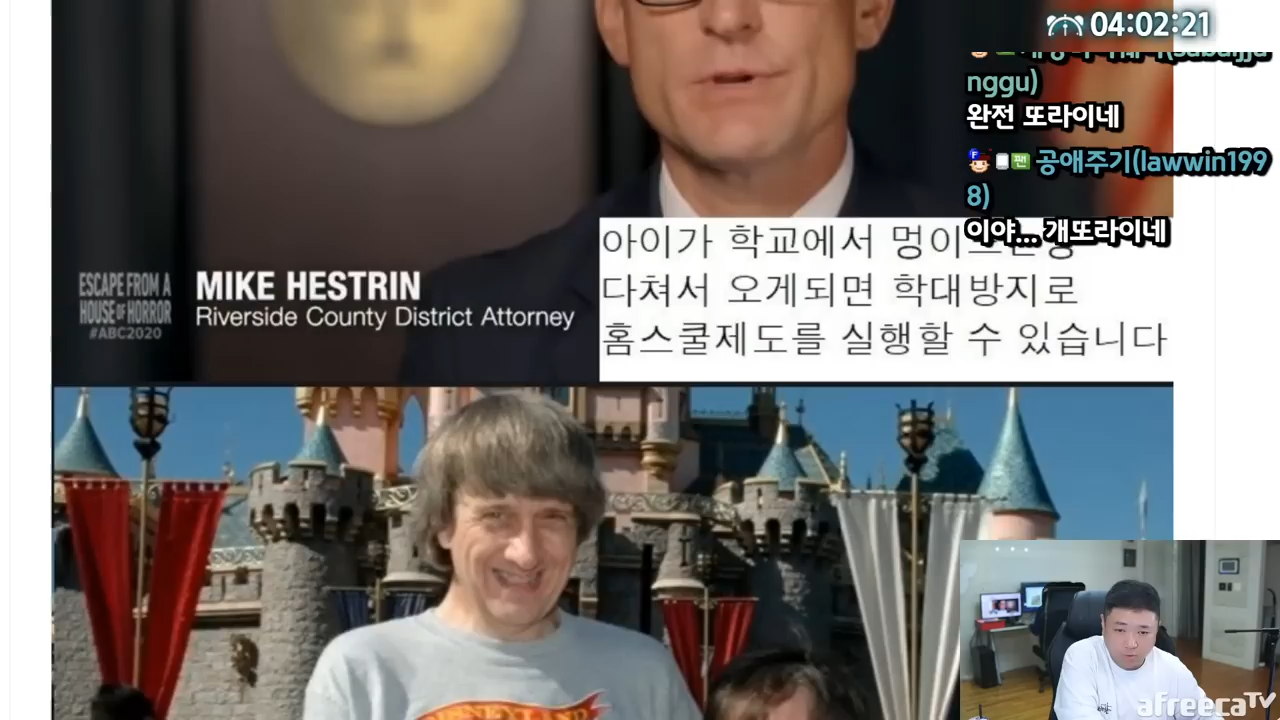 04:02:21
nggu)
완전 또라이네
공애주기(lawwin199
8)
이야... 개또라이네
아이가 학교에서 멍이
다쳐서 오게되면 학대방지로
홈스쿨제도를 실행할 수 있습니다
ESCAPE FROM A
HOUSE OF HORROR
#ABC2020
MIKE HESTRIN
Riverside County District Attorney
DISNEYLAND
afreecaTV